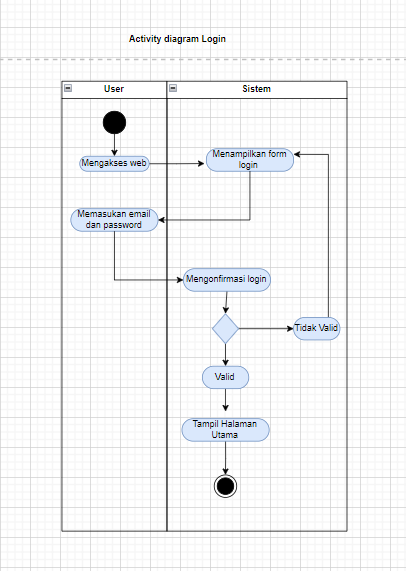 Activity diagram Login
User
Sistem
Mengakses web
Menampilkan form
login
Memasukan email
dan password
Mengonfirmasi login
Tidak Valid
Valid
Tampil Halaman
Utama